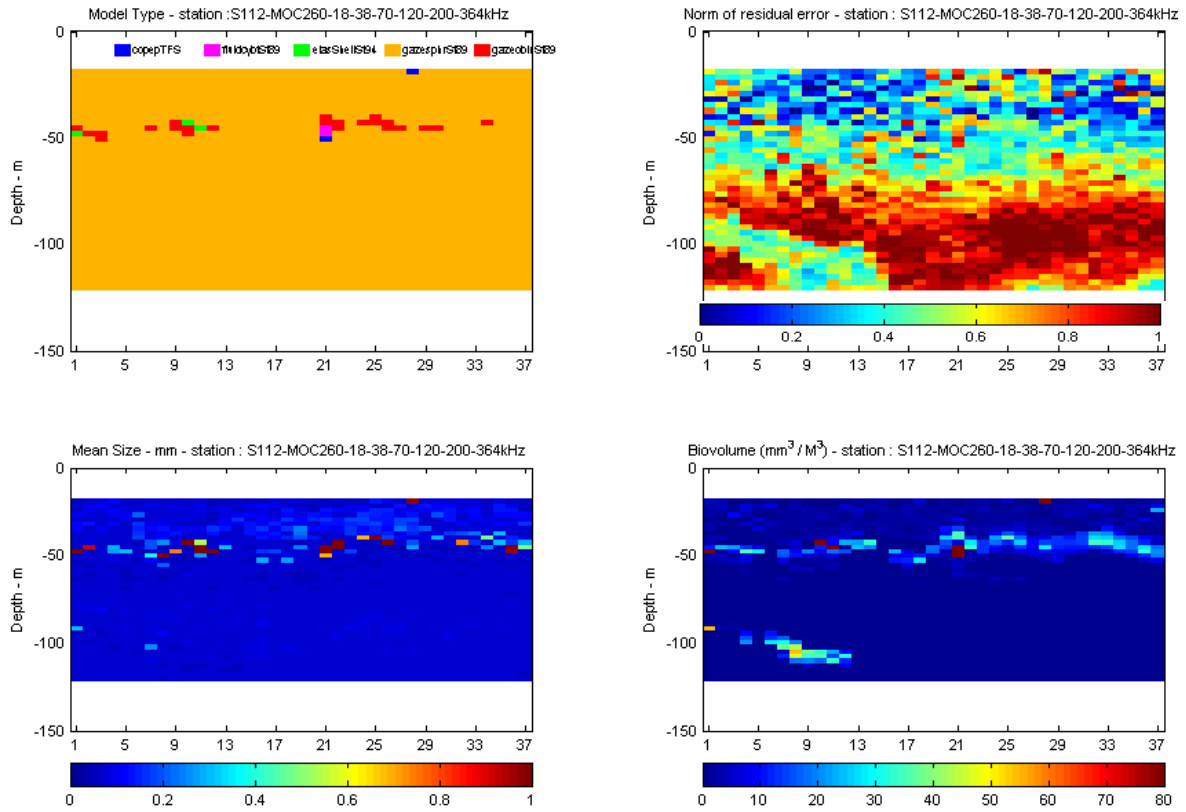 Model Type - station :S112-MOC260-18-38-70-120-200-364kHz
0
copepTFS
elasShellSt94
gazespirSt89
gazeoblrSt89
-50
-100
-150
Depth - m
1 5 9 13 17 21 25 29 33 37
Norm of residual error - station : S112-MOC260-18-38-70-120-200-364kHz
0
-50
-100
-150
Depth - m
0 0.2 0.4 0.6 0.8 1
1 5 9 13 17 21 25 29 33 37
Mean Size - mm - station : S112-MOC260-18-38-70-120-200-364kHz
0
-50
-100
-150
Depth - m
1 5 9 13 17 21 25 29 33 37
0 0.2 0.4 0.6 0.8 1
Biovolume (mm³ / M³) - station : S112-MOC260-18-38-70-120-200-364kHz
0
-50
-100
-150
Depth - m
1 5 9 13 17 21 25 29 33 37
0 10 20 30 40 50 60 70 80